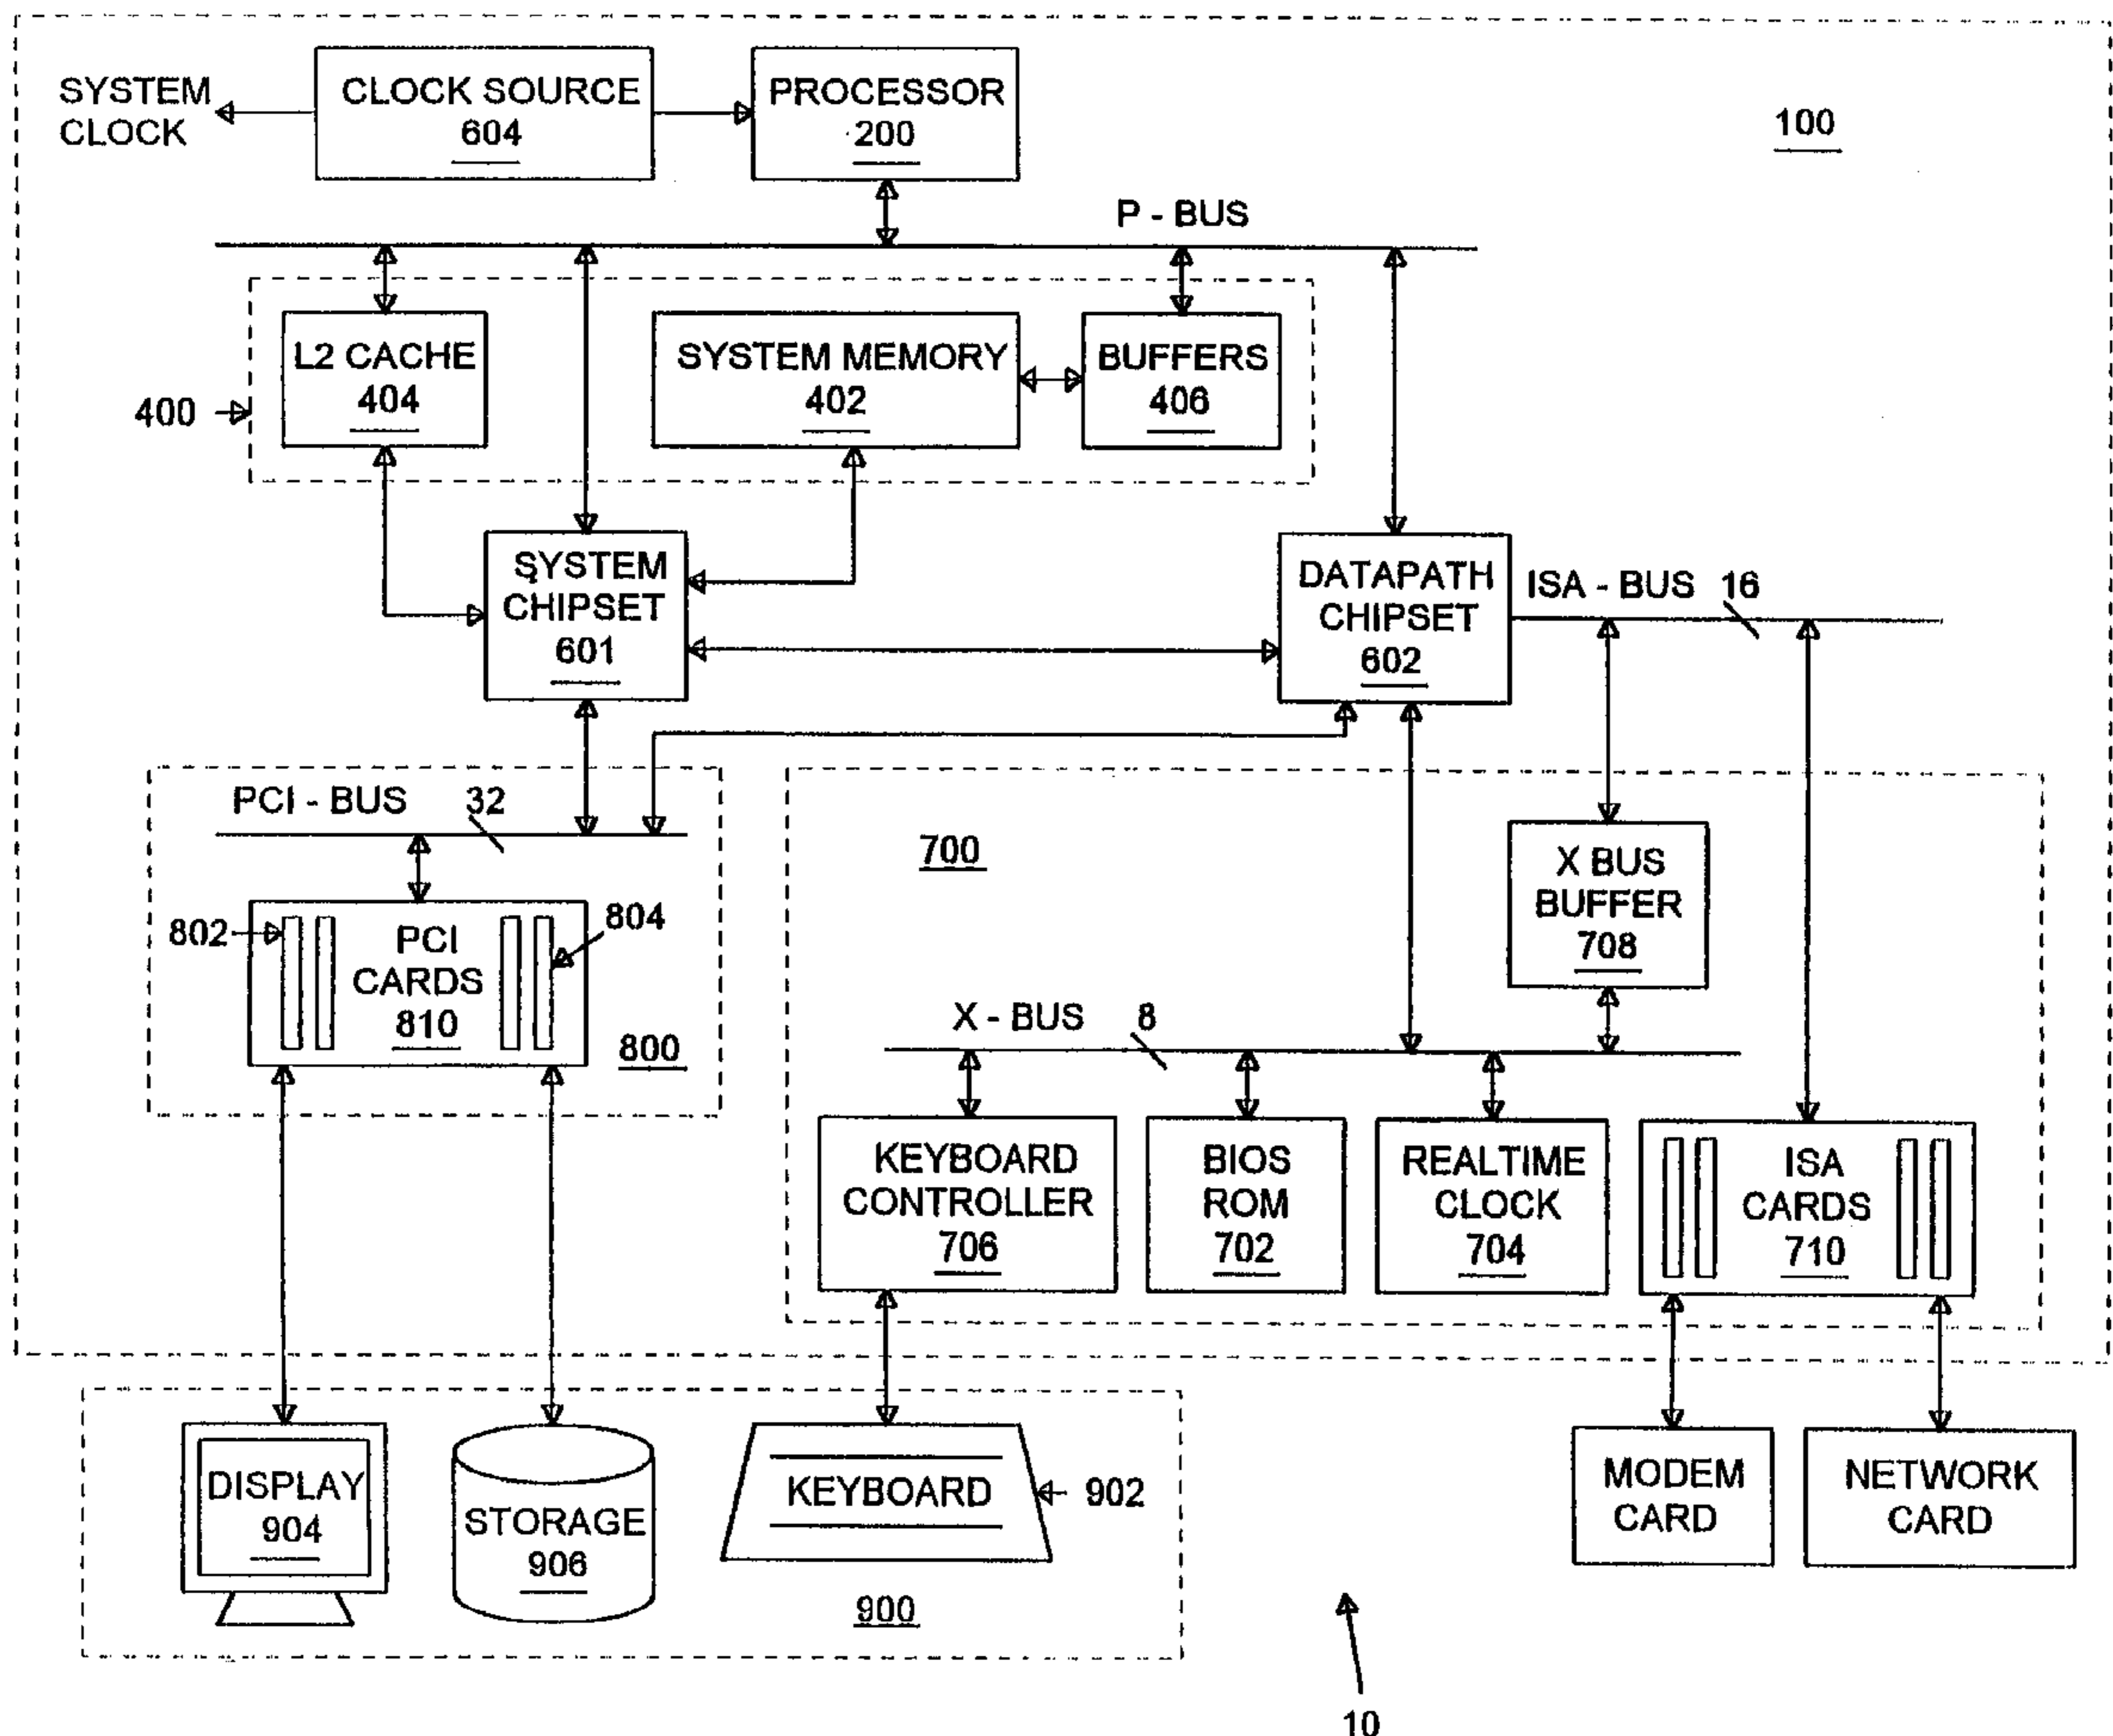 SYSTEM
CLOCK
CLOCK SOURCE
604
PROCESSOR
200
100
P - BUS
L2 CACHE
404
SYSTEM MEMORY
402
BUFFERS
406
400
SYSTEM
CHIPSET
601
DATAPATH
CHIPSET
602
ISA - BUS 16
PCI - BUS 32
802
PCI
CARDS
810
804
800
700
X BUS
BUFFER
708
X - BUS 8
KEYBOARD
CONTROLLER
706
BIOS
ROM
702
REALTIME
CLOCK
704
ISA
CARDS
710
DISPLAY
904
STORAGE
906
KEYBOARD
902
900
MODEM
CARD
NETWORK
CARD
10